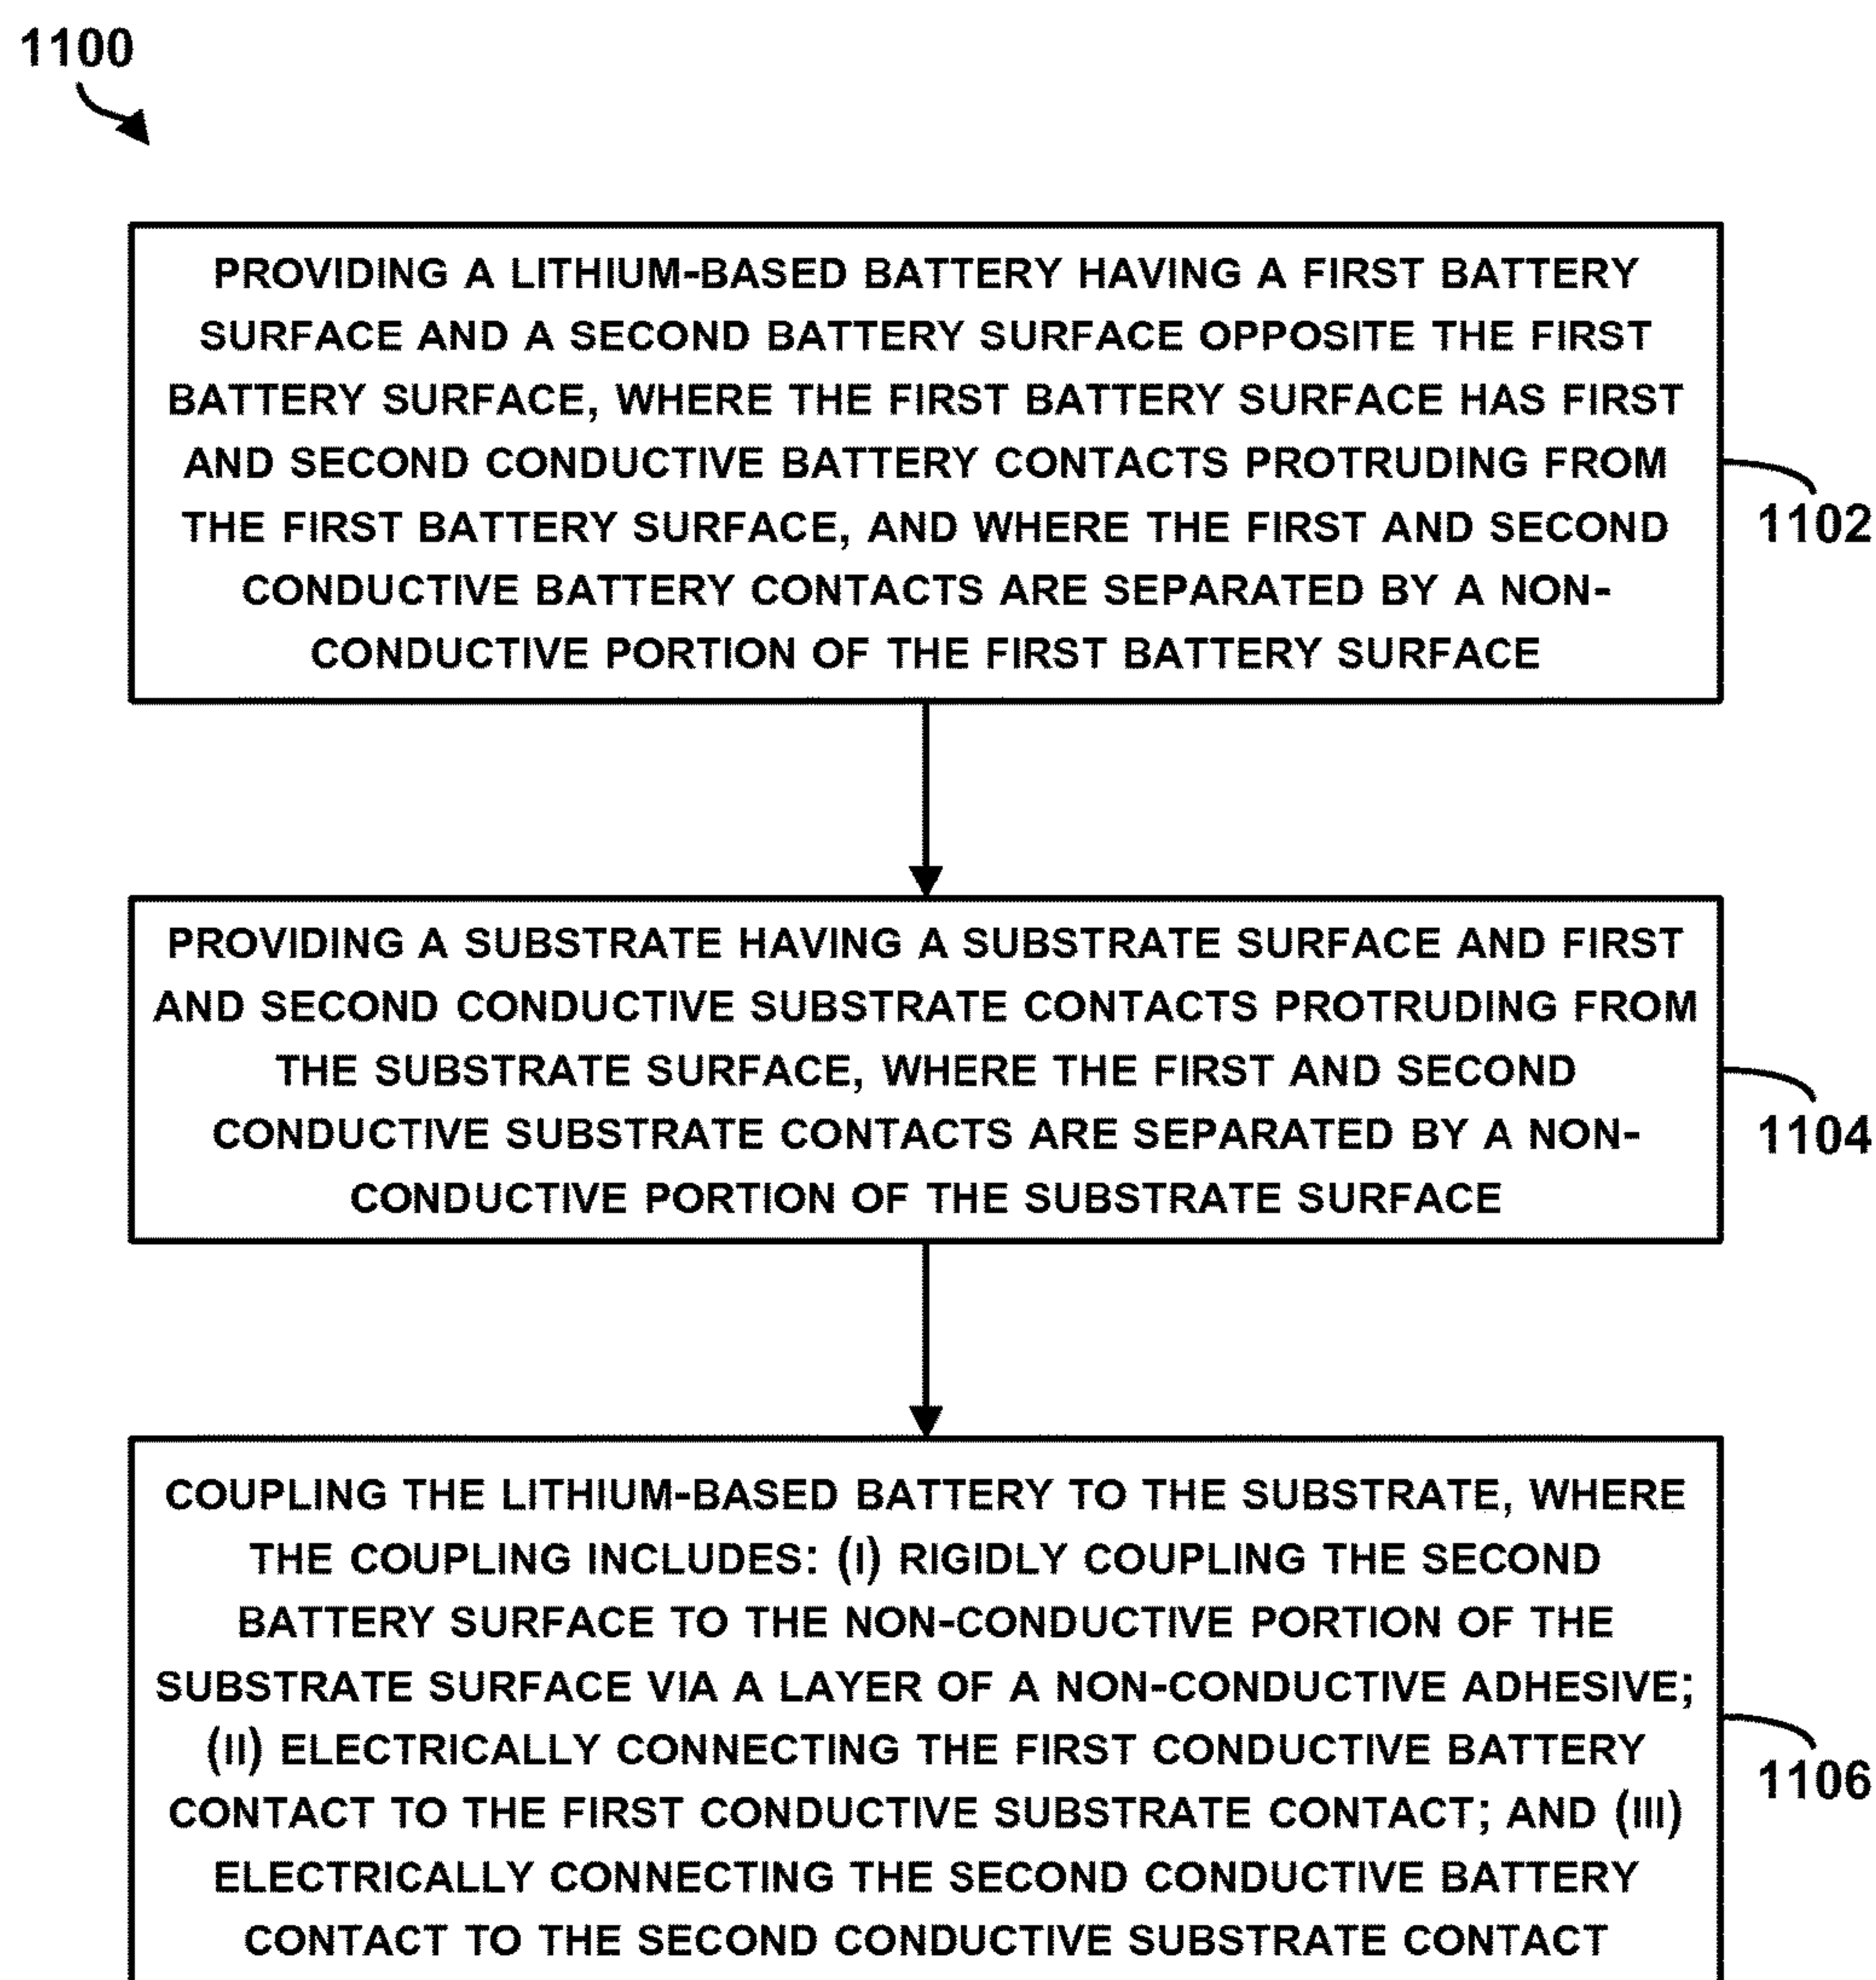 1100
PROVIDING A LITHIUM-BASED BATTERY HAVING A FIRST BATTERY
SURFACE AND A SECOND BATTERY SURFACE OPPOSITE THE FIRST
BATTERY SURFACE, WHERE THE FIRST BATTERY SURFACE HAS FIRST
AND SECOND CONDUCTIVE BATTERY CONTACTS PROTRUDING FROM
THE FIRST BATTERY SURFACE, AND WHERE THE FIRST AND SECOND
CONDUCTIVE BATTERY CONTACTS ARE SEPARATED BY A NON-
CONDUCTIVE PORTION OF THE FIRST BATTERY SURFACE
1102
PROVIDING A SUBSTRATE HAVING A SUBSTRATE SURFACE AND FIRST
AND SECOND CONDUCTIVE SUBSTRATE CONTACTS PROTRUDING FROM
THE SUBSTRATE SURFACE, WHERE THE FIRST AND SECOND
CONDUCTIVE SUBSTRATE CONTACTS ARE SEPARATED BY A NON-
CONDUCTIVE PORTION OF THE SUBSTRATE SURFACE
1104
COUPLING THE LITHIUM-BASED BATTERY TO THE SUBSTRATE, WHERE
THE COUPLING INCLUDES: (I) RIGIDLY COUPLING THE SECOND
BATTERY SURFACE TO THE NON-CONDUCTIVE PORTION OF THE
SUBSTRATE SURFACE VIA A LAYER OF A NON-CONDUCTIVE ADHESIVE;
(II) ELECTRICALLY CONNECTING THE FIRST CONDUCTIVE BATTERY
CONTACT TO THE FIRST CONDUCTIVE SUBSTRATE CONTACT; AND (III)
ELECTRICALLY CONNECTING THE SECOND CONDUCTIVE BATTERY
CONTACT TO THE SECOND CONDUCTIVE SUBSTRATE CONTACT
1106